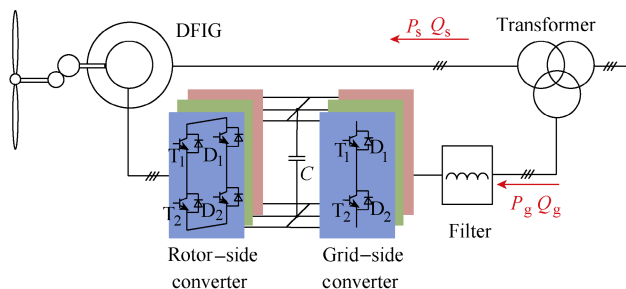 DFIG
Transformer
Ps Qs
T1
D1
T2
D2
C
T1
D1
T2
D2
Pg Qg
Filter
Rotor–side
converter
Grid–side
converter